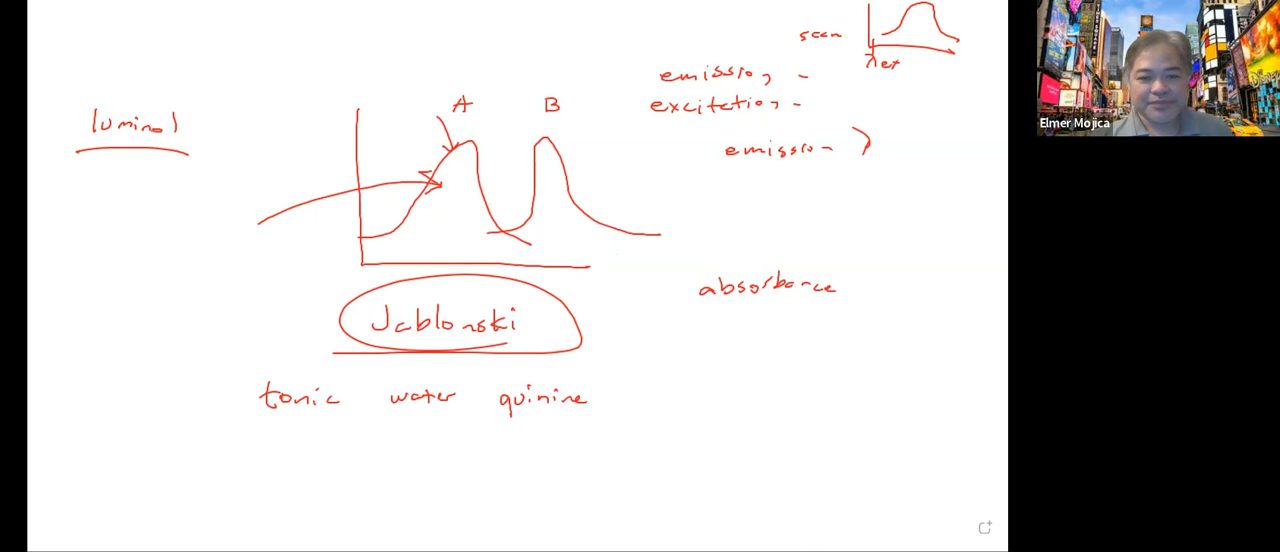 scan
λex
emission -
excitation -
A B
luminol
emission
absorbance
Jablonski
tonic water quinine
Elmer Mojica